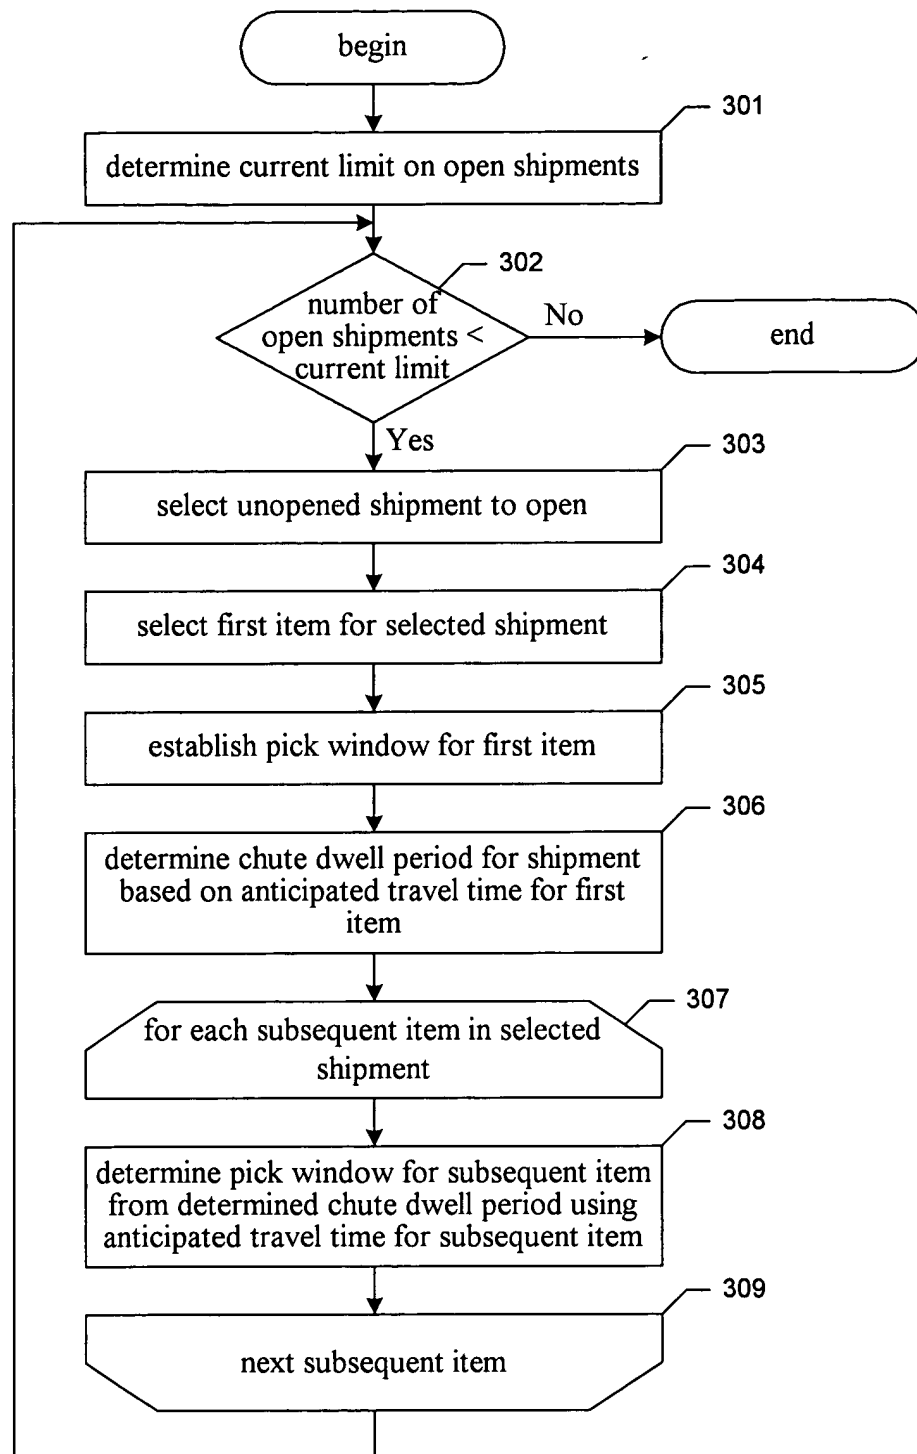 begin
301
determine current limit on open shipments
302
number of
open shipments <
current limit
No
end
Yes
303
select unopened shipment to open
304
select first item for selected shipment
305
establish pick window for first item
306
determine chute dwell period for shipment
based on anticipated travel time for first
item
307
for each subsequent item in selected
shipment
308
determine pick window for subsequent item
from determined chute dwell period using
anticipated travel time for subsequent item
309
next subsequent item